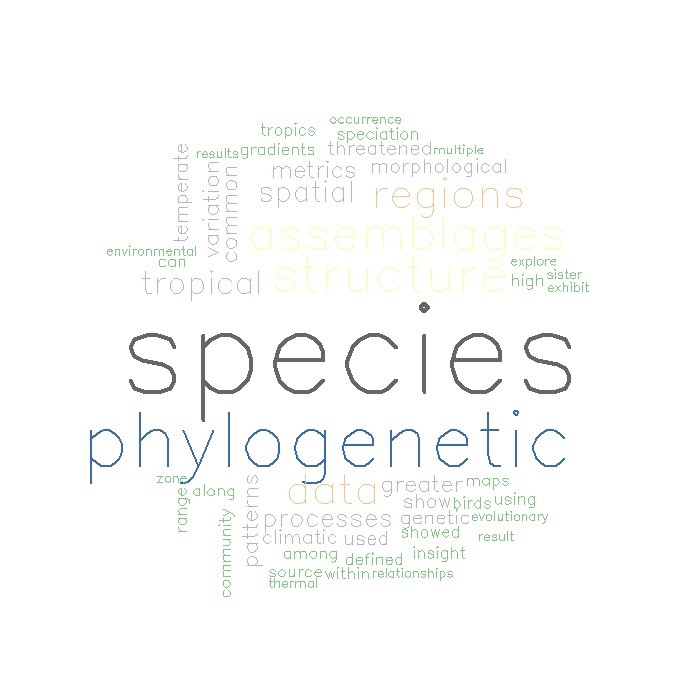 occurrence
tropics speciation
results gradients threatened multiple
metrics morphological
temperate variation common spatial regions
assemblages
environmental can explore
tropical structure high sister
exhibit
species
phylogenetic
zone along patterns data greater maps
range show birds using
community processes genetic evolutionary
climatic used showed result
among defined insight
source within relationships
thermal